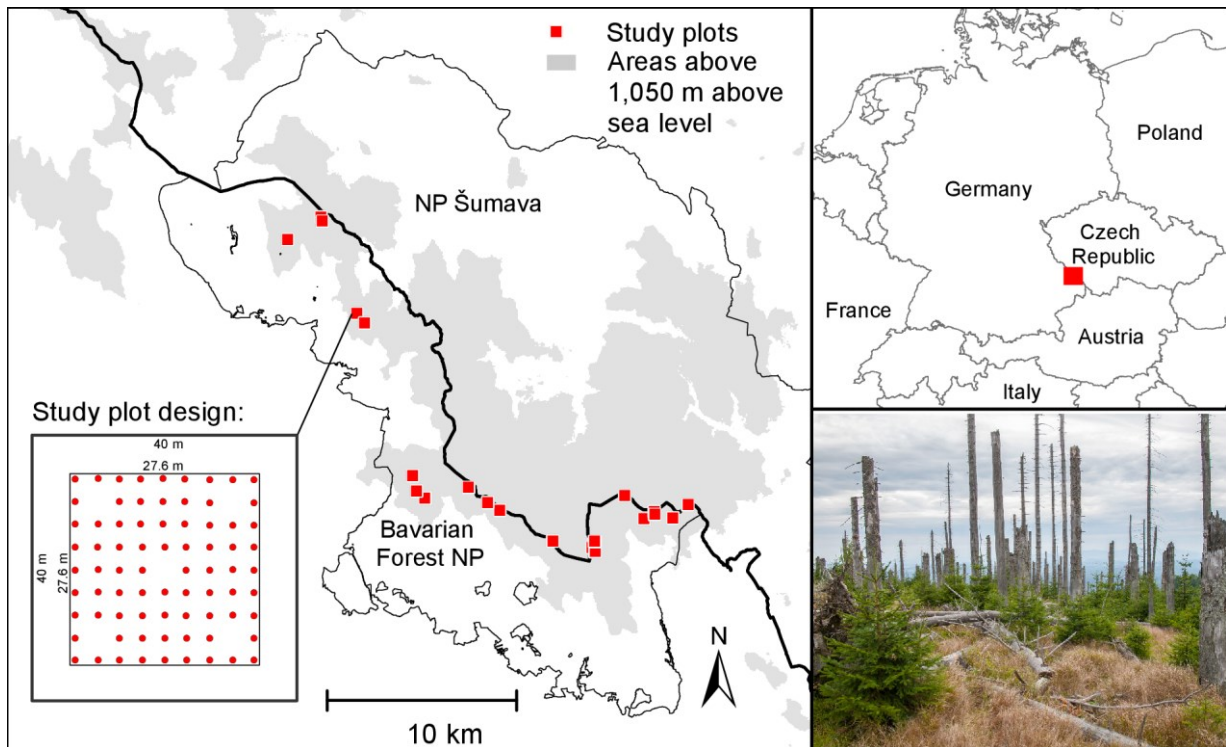 Study plots
Areas above
1,050 m above
sea level
NP Šumava
Bavarian
Forest NP
Study plot design:
40 m
27.6 m
40 m
27.6 m
10 km
N
Poland
Germany
Czech
Republic
France
Austria
Italy